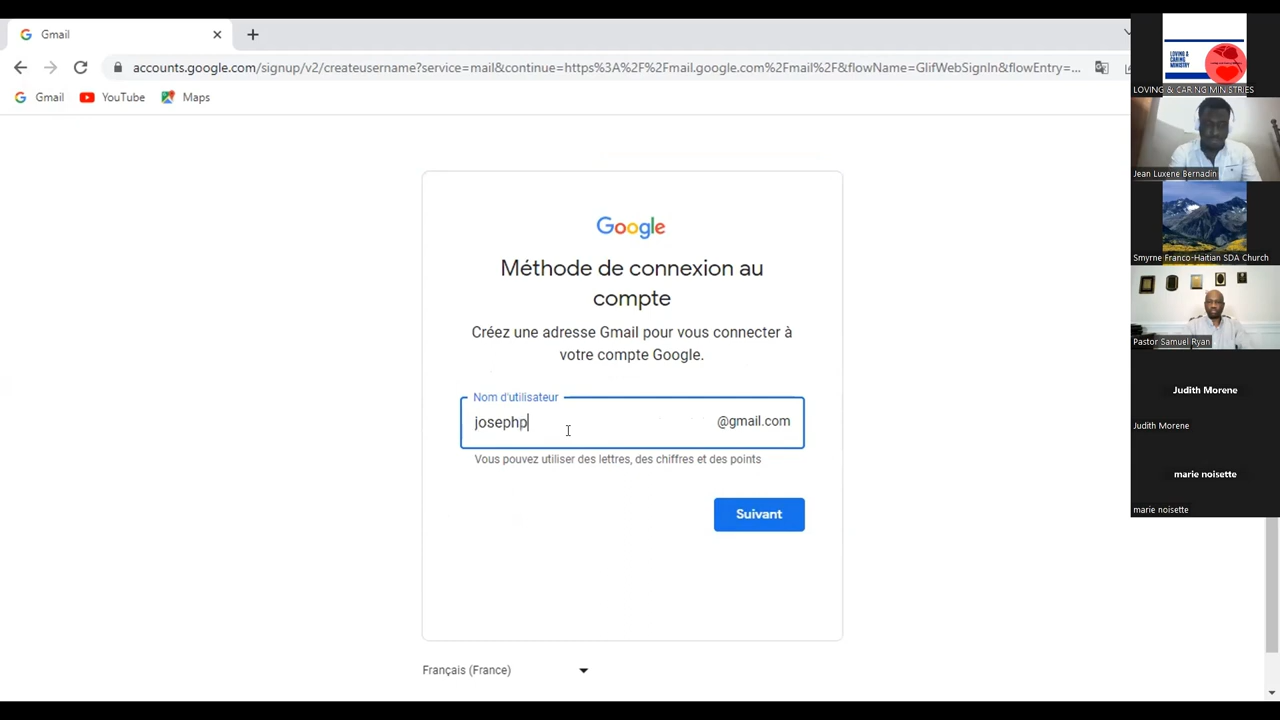 Gmail
accounts.google.com/signup/v2/createusername?service=mail&continue=https%3A%2F%2Fmail.google.com%2Fmail%2F&flowName=GlifWebSignIn&flowEntry=...
Gmail YouTube Maps
Google
Méthode de connexion au
compte
Créez une adresse Gmail pour vous connecter à
votre compte Google.
Nom d'utilisateur
josephp @gmail.com
Vous pouvez utiliser des lettres, des chiffres et des points
Suivant
Français (France)
LOVING &
CARING
MINISTRY
LOVING & CARING MINISTRIES
Jean Luxene Bernadin
Smyrne Franco-Haitian SDA Church
Pastor Samuel Ryan
Judith Morene
Judith Morene
marie noisette
marie noisette